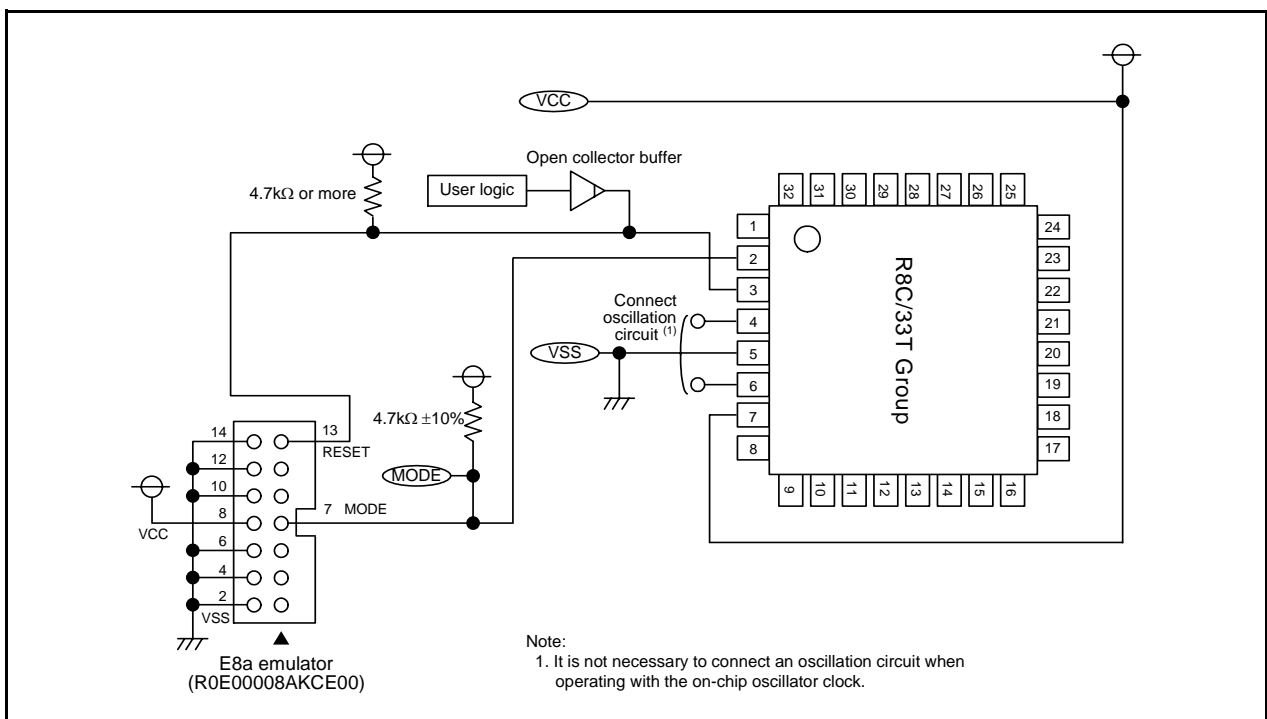 VCC
Open collector buffer
4.7kΩ or more
User logic
32 31 30 29 28 27 26 25
1
2
3
4
5
6
7
8
24
23
22
21
20
19
18
17
9 10 11 12 13 14 15 16
R8C/33T Group
Connect
oscillation
circuit (1)
VSS
4.7kΩ ±10%
MODE
14
13
RESET
12
10
8
7 MODE
VCC
6
4
2
VSS
E8a emulator
(R0E00008AKCE00)
Note:
1. It is not necessary to connect an oscillation circuit when
operating with the on-chip oscillator clock.